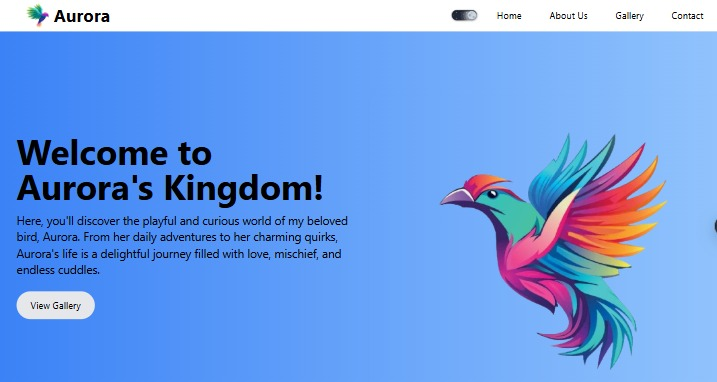 Aurora
Home
About Us
Gallery
Contact
Welcome to
Aurora's Kingdom!
Here, you'll discover the playful and curious world of my beloved
bird, Aurora. From her daily adventures to her charming quirks,
Aurora's life is a delightful journey filled with love, mischief, and
endless cuddles.
View Gallery